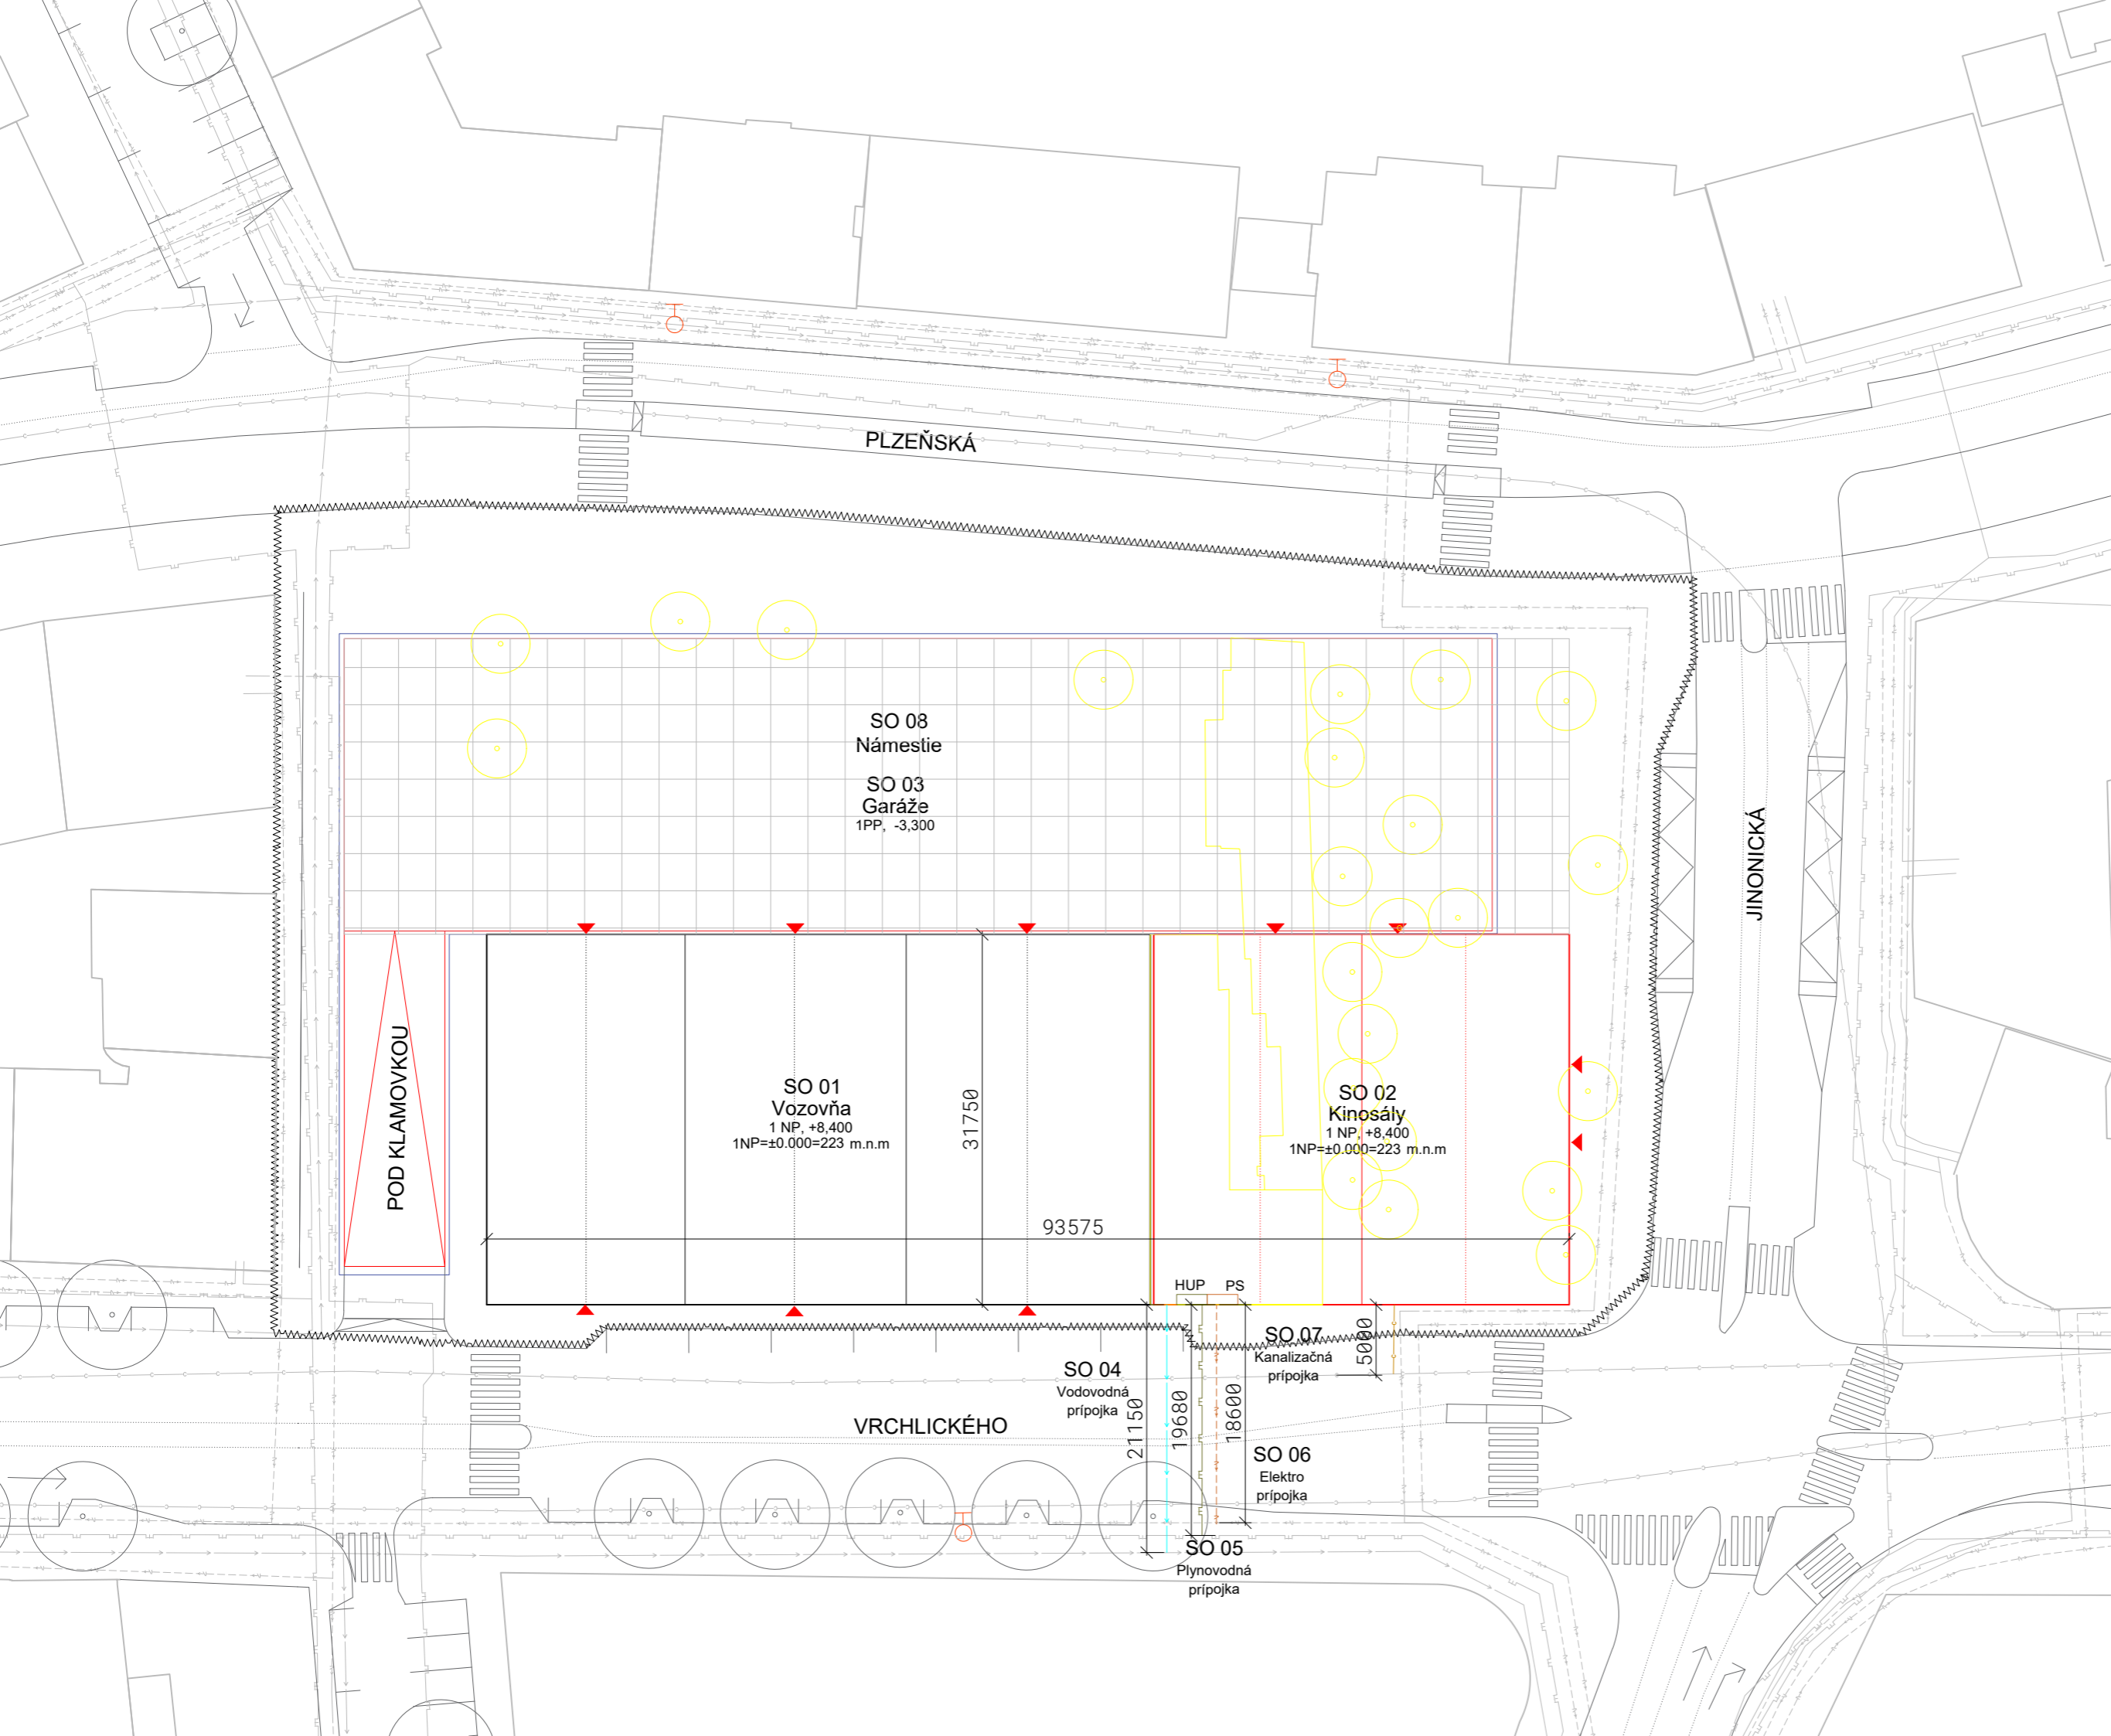 PLZEŇSKÁ
SO 08
Námestie
SO 03
Garáže
1PP, -3,300
JINONICKÁ
POD KLAMOVKOU
SO 01
Vozovňa
1 NP, +8,400
1NP=±0.000=223 m.n.m
31750
SO 02
Kinosály
1 NP, +8,400
1NP=±0.000=223 m.n.m
93575
HUP
PS
SO 07
Kanalizačná
prípojka
5000
SO 04
Vodovodná
prípojka
21150
19680
18600
VRCHLICKÉHO
SO 06
Elektro
prípojka
SO 05
Plynovodná
prípojka